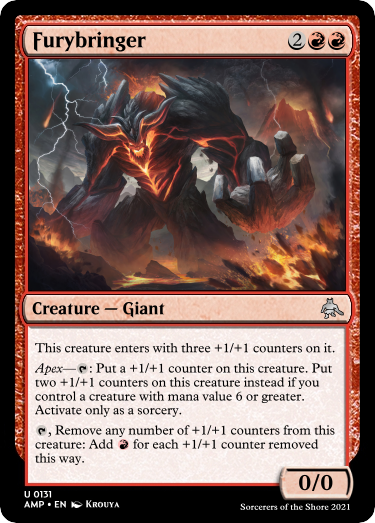 Furybringer 2
Creature — Giant
This creature enters with three +1/+1 counters on it.
Apex—: Put a +1/+1 counter on this creature. Put
two +1/+1 counters on this creature instead if you
control a creature with mana value 6 or greater.
Activate only as a sorcery.
, Remove any number of +1/+1 counters from this
creature: Add for each +1/+1 counter removed
this way.
0/0
U 0131
AMP • EN Krouya
Sorcerers of the Shore 2021